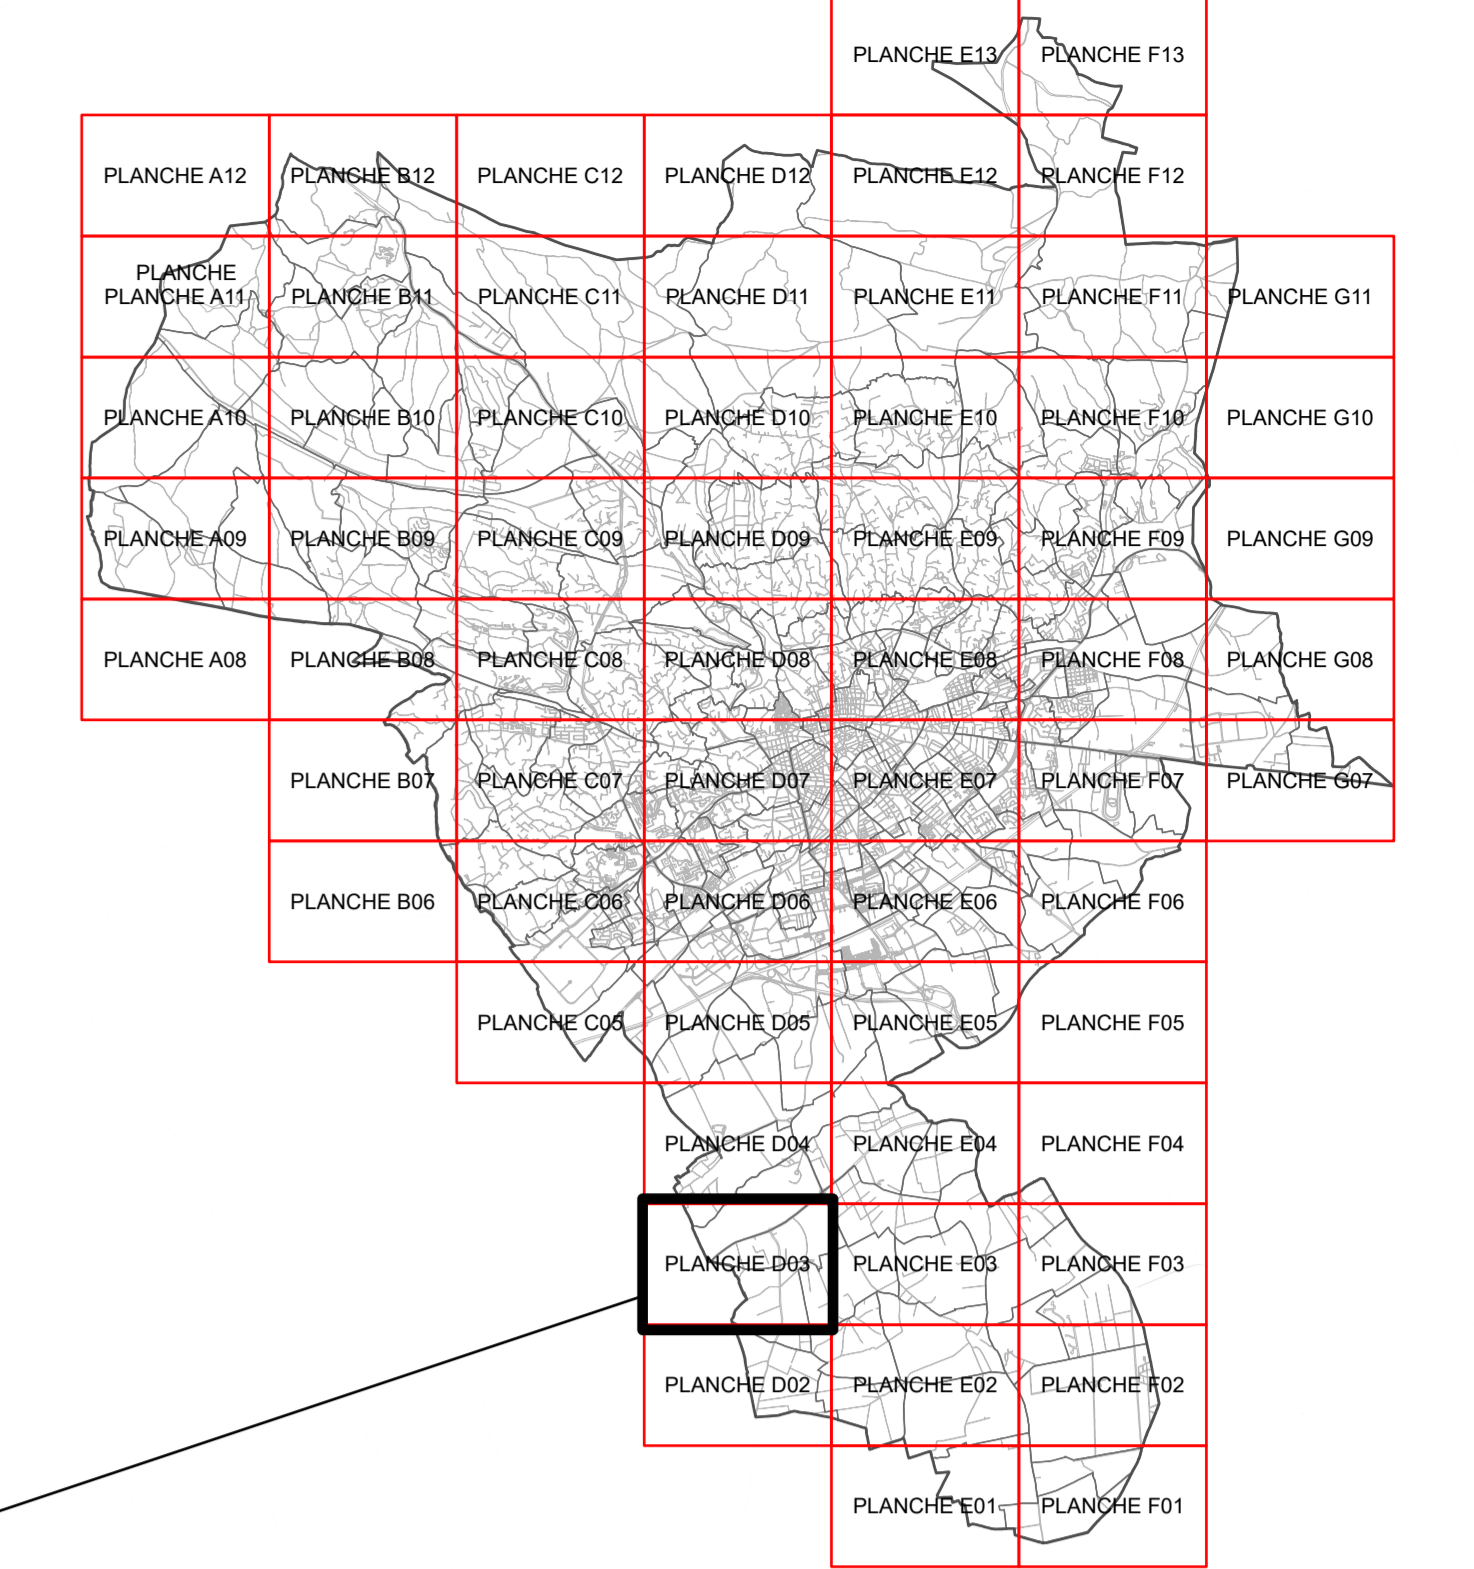 PLANCHE E13 PLANCHE F13
PLANCHE A12 PLANCHE B12 PLANCHE C12 PLANCHE D12 PLANCHE E12 PLANCHE F12
PLANCHE
PLANCHE A11 PLANCHE B11 PLANCHE C11 PLANCHE D11 PLANCHE E11 PLANCHE F11 PLANCHE G11
PLANCHE A10 PLANCHE B10 PLANCHE C10 PLANCHE D10 PLANCHE E10 PLANCHE F10 PLANCHE G10
PLANCHE A09 PLANCHE B09 PLANCHE C09 PLANCHE D09 PLANCHE E09 PLANCHE F09 PLANCHE G09
PLANCHE A08 PLANCHE B08 PLANCHE C08 PLANCHE D08 PLANCHE E08 PLANCHE F08 PLANCHE G08
PLANCHE B07 PLANCHE C07 PLANCHE D07 PLANCHE E07 PLANCHE F07 PLANCHE G07
PLANCHE B06 PLANCHE C06 PLANCHE D06 PLANCHE E06 PLANCHE F06
PLANCHE C05 PLANCHE D05 PLANCHE E05 PLANCHE F05
PLANCHE D04 PLANCHE E04 PLANCHE F04
PLANCHE D03 PLANCHE E03 PLANCHE F03
PLANCHE D02 PLANCHE E02 PLANCHE F02
PLANCHE E01 PLANCHE F01